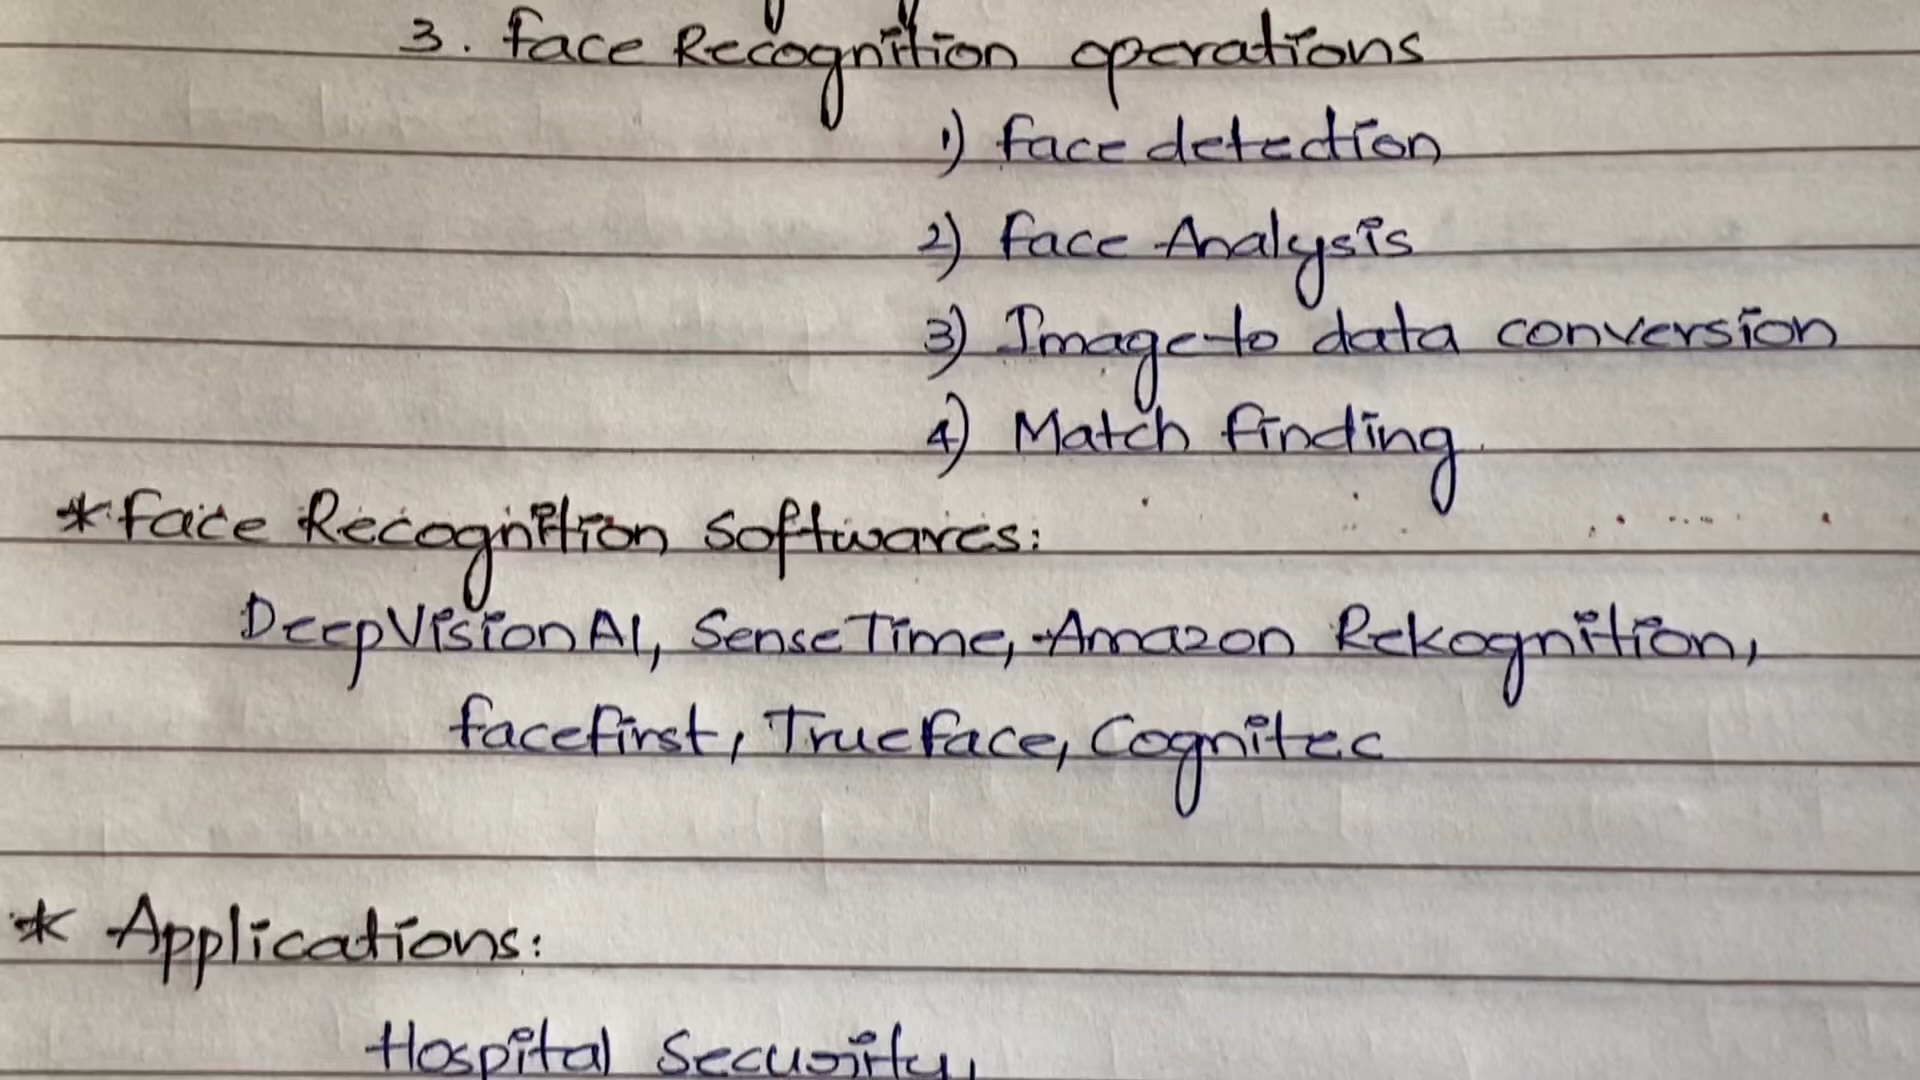 3. Face Recognition operations
1) Face detection
2) Face Analysis
3) Image to data conversion
4) Match finding
* Face Recognition Softwares:
DeepVision AI, SenseTime, Amazon Rekognition,
facefirst, Trueface, Cognitec
* Applications:
Hospital Security,